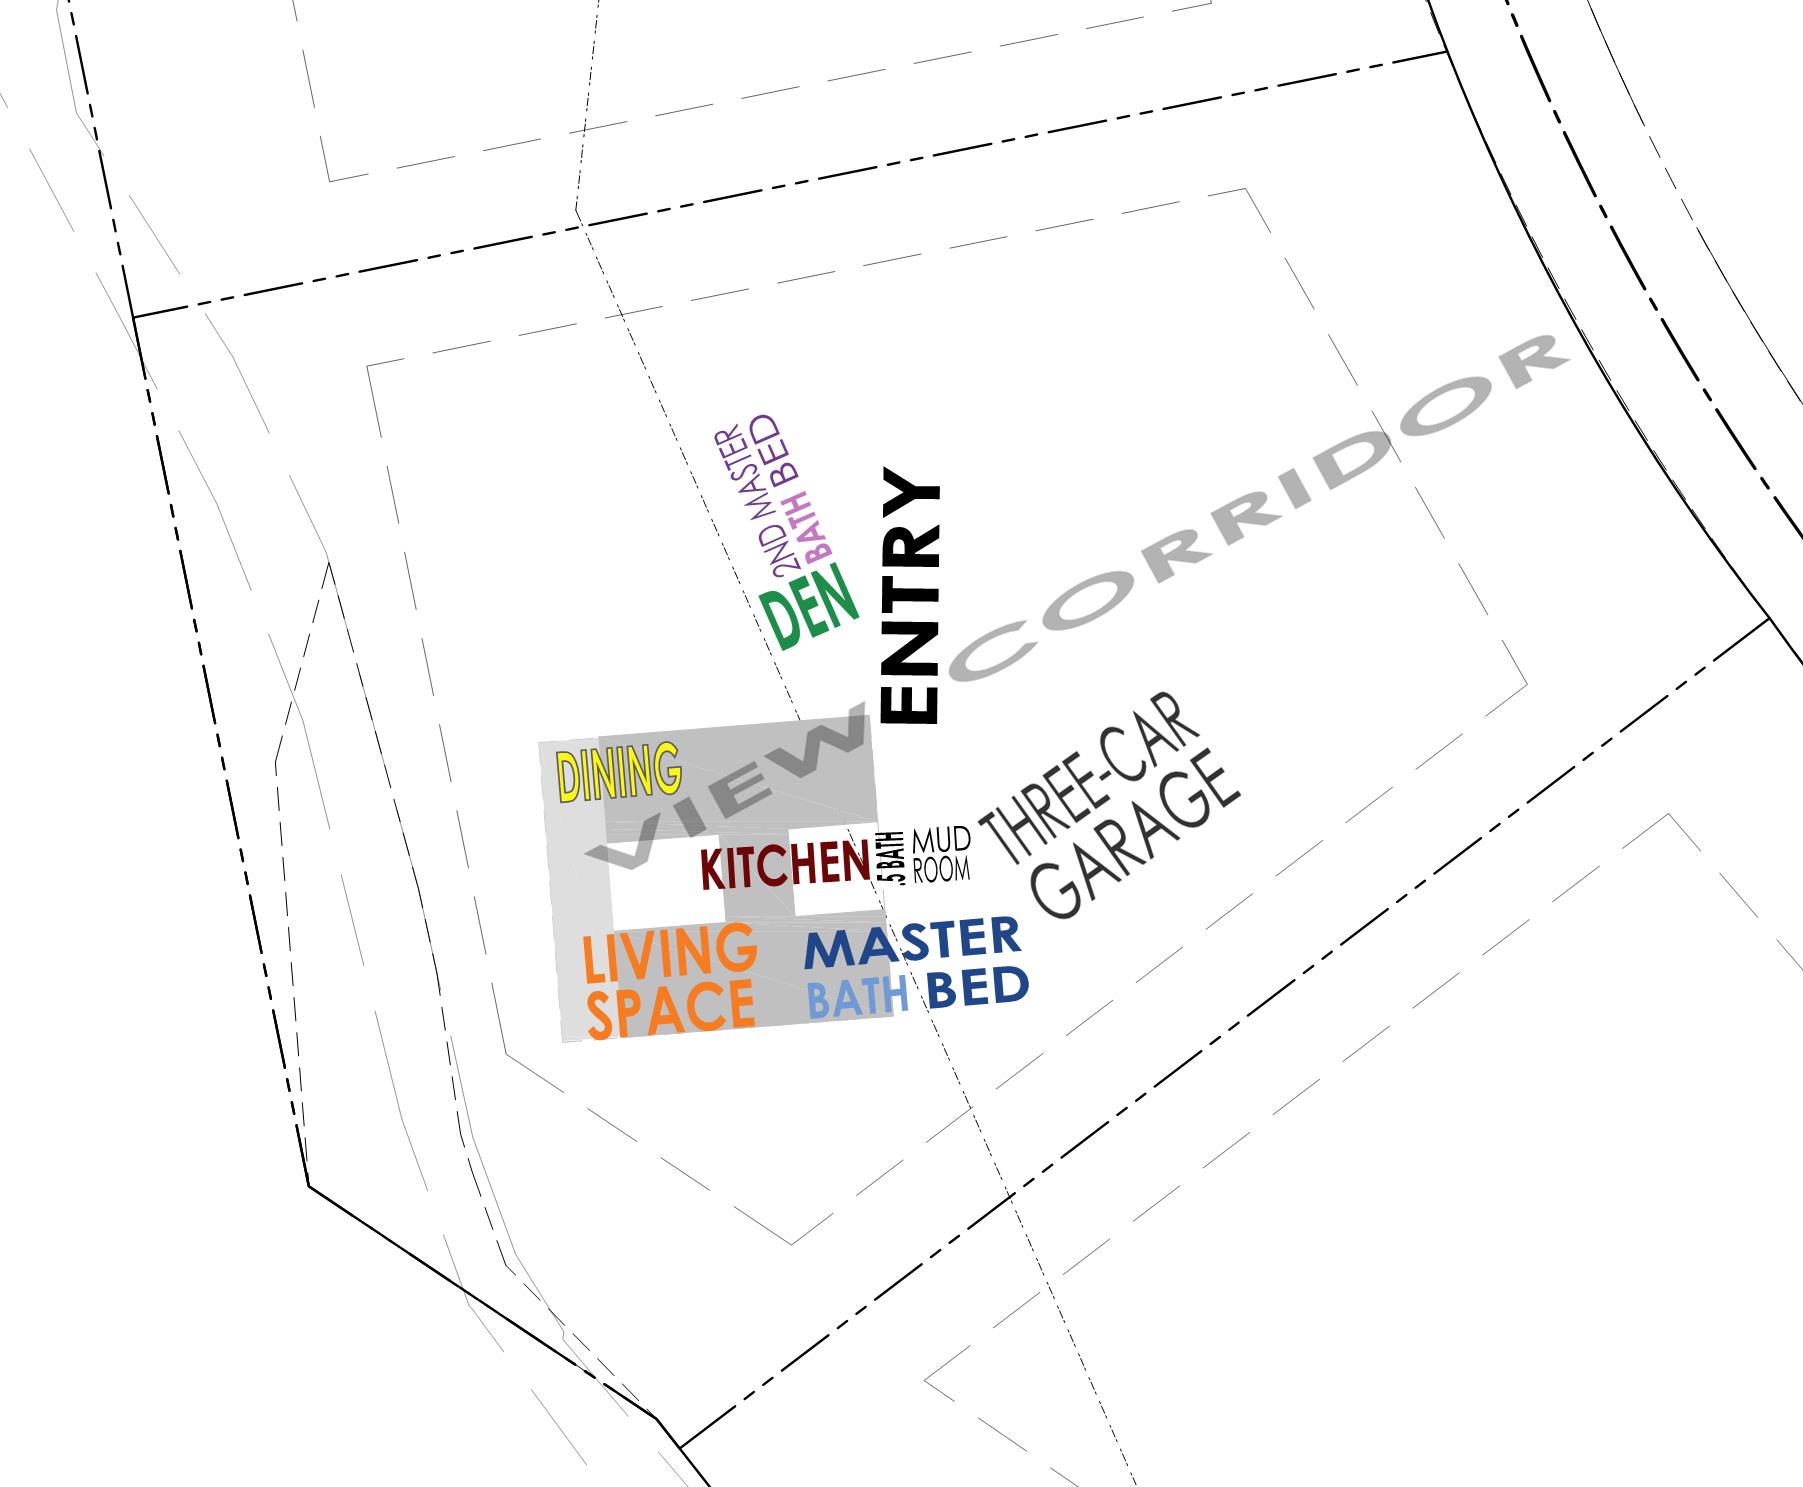 2ND MASTER
BATH BED
DEN
ENTRY
VIEW CORRIDOR
DINING
KITCHEN
.5 BATH
MUD
ROOM
THREE-CAR
GARAGE
LIVING
SPACE
MASTER
BATH BED